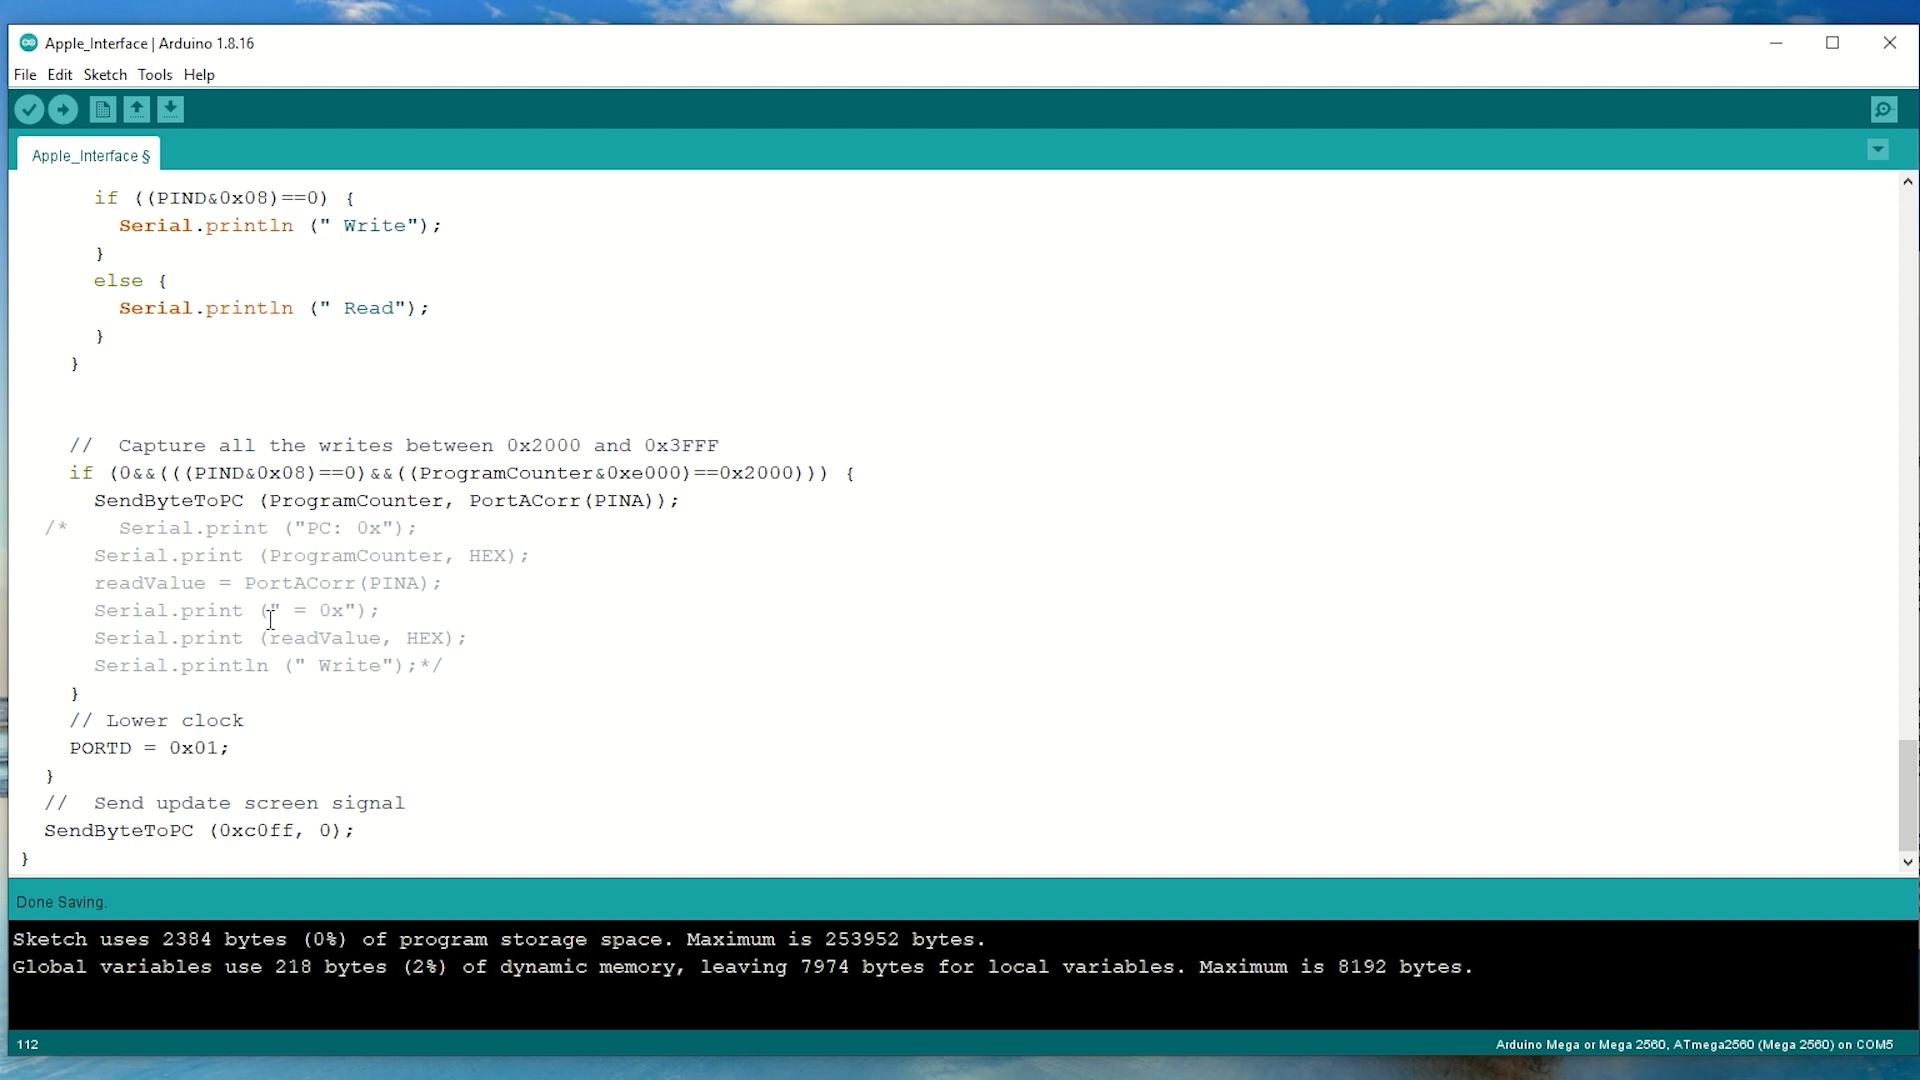 Apple_Interface | Arduino 1.8.16
File Edit Sketch Tools Help
Apple_Interface §
if ((PIND&0x08)==0) {
Serial.println (" Write");
}
else {
Serial.println (" Read");
}
}
// Capture all the writes between 0x2000 and 0x3FFF
if (0&&(((PIND&0x08)==0)&&((ProgramCounter&0xe000)==0x2000))) {
SendByteToPC (ProgramCounter, PortACorr(PINA));
/* Serial.print ("PC: 0x");
Serial.print (ProgramCounter, HEX);
readValue = PortACorr(PINA);
Serial.print (" = 0x");
Serial.print (readValue, HEX);
Serial.println (" Write");*/
}
// Lower clock
PORTD = 0x01;
}
// Send update screen signal
SendByteToPC (0xc0ff, 0);
}
Done Saving.
Sketch uses 2384 bytes (0%) of program storage space. Maximum is 253952 bytes.
Global variables use 218 bytes (2%) of dynamic memory, leaving 7974 bytes for local variables. Maximum is 8192 bytes.
112
Arduino Mega or Mega 2560, ATmega2560 (Mega 2560) on COM5